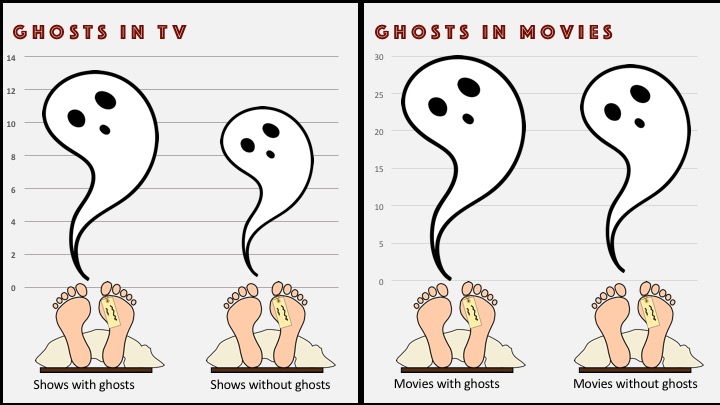 GHOSTS IN TV
14
12
10
8
6
4
2
0
Shows with ghosts
Shows without ghosts
GHOSTS IN MOVIES
30
25
20
15
10
5
0
Movies with ghosts
Movies without ghosts